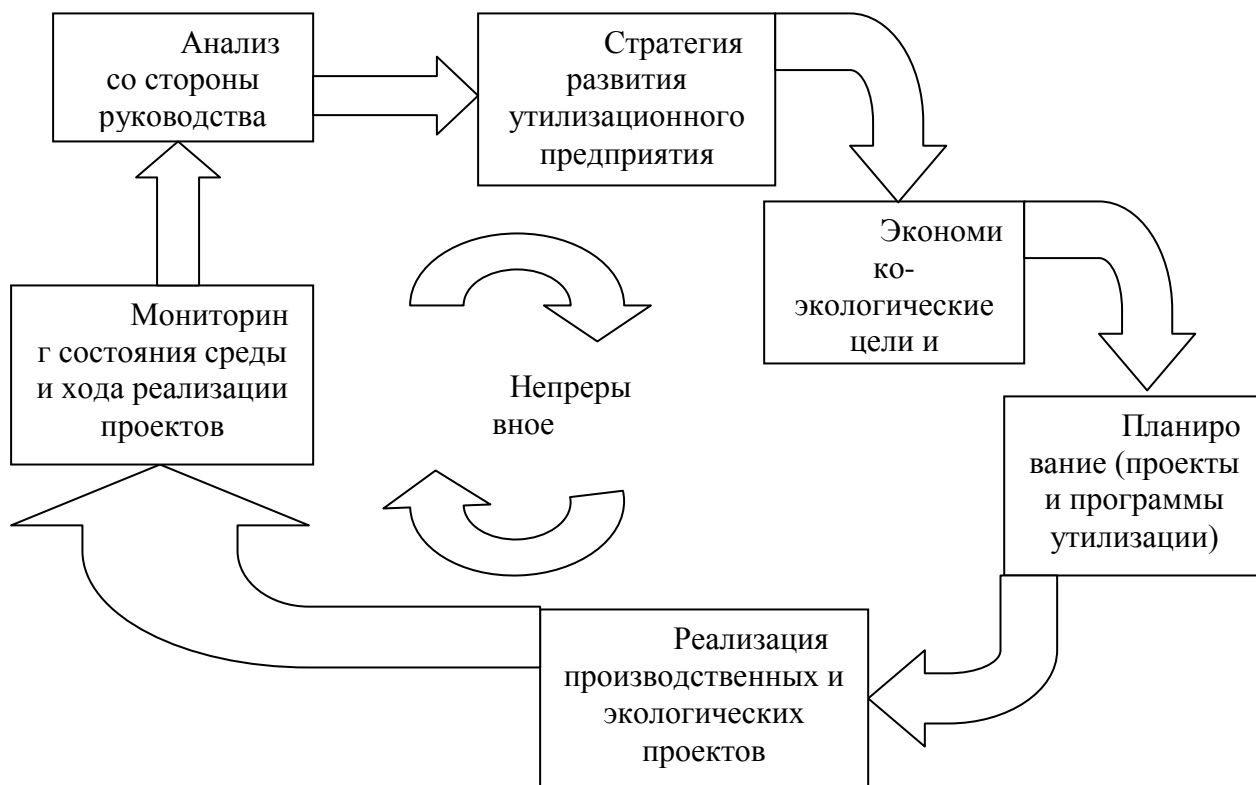 Анализ
со стороны
руководства
Стратегия
развития
утилизационного
предприятия
Экономи
ко-
экологические
цели и
Планиро
вание (проекты
и программы
утилизации)
Реализация
производственных и
экологических
проектов
Мониторин
г состояния среды
и хода реализации
проектов
Непреры
вное